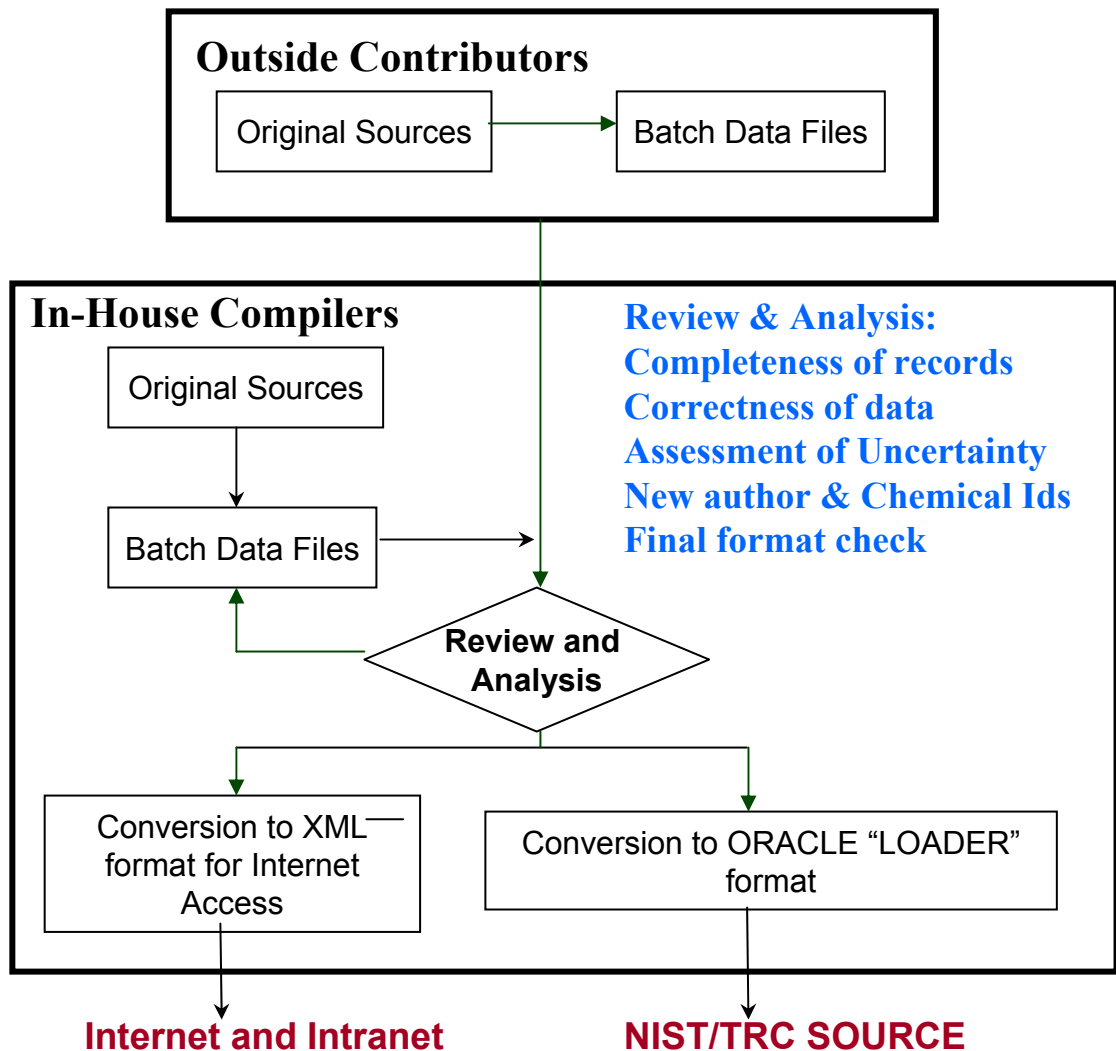 Outside Contributors
Original Sources
Batch Data Files
In-House Compilers
Original Sources
Batch Data Files
Review & Analysis:
Completeness of records
Correctness of data
Assessment of Uncertainty
New author & Chemical Ids
Final format check
Review and
Analysis
Conversion to XML
format for Internet
Access
Conversion to ORACLE “LOADER”
format
Internet and Intranet
NIST/TRC SOURCE